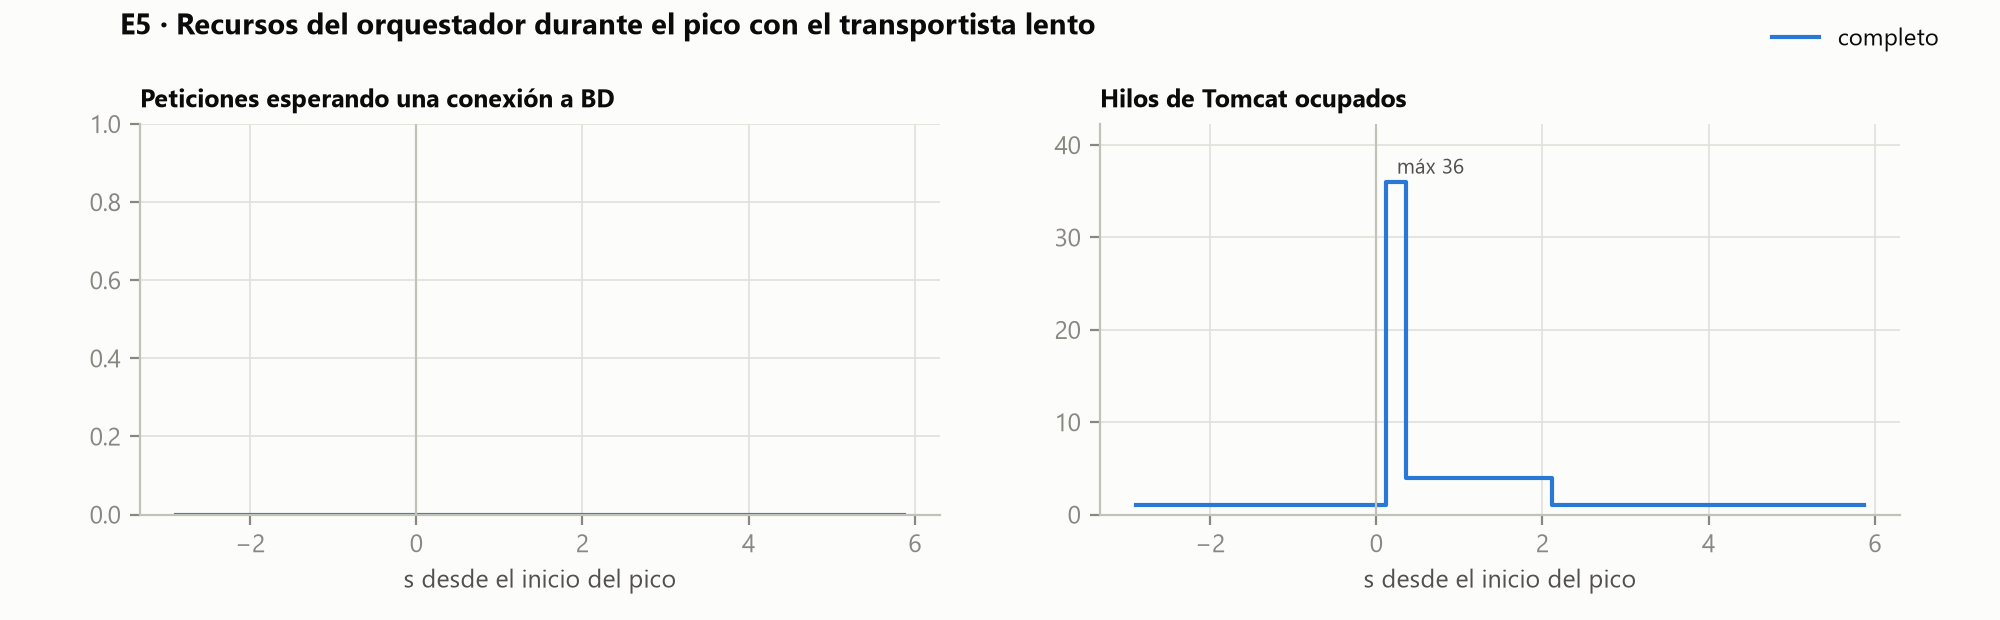 E5 · Recursos del orquestador durante el pico con el transportista lento
completo
Peticiones esperando una conexión a BD
1.0
0.8
0.6
0.4
0.2
0.0
−2 0 2 4 6
s desde el inicio del pico
Hilos de Tomcat ocupados
máx 36
40
30
20
10
0
−2 0 2 4 6
s desde el inicio del pico